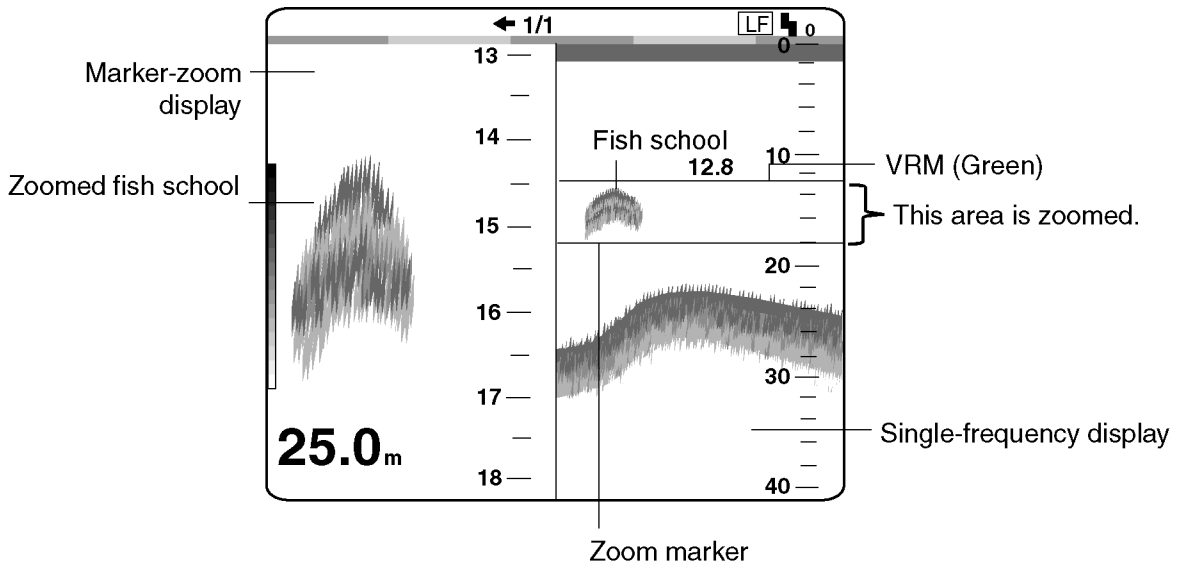 ← 1/1
LF
0
Marker-zoom
display
Zoomed fish school
13
14
15
16
17
18
25.0m
0
10
20
30
40
Fish school
12.8
VRM (Green)
This area is zoomed.
Single-frequency display
Zoom marker